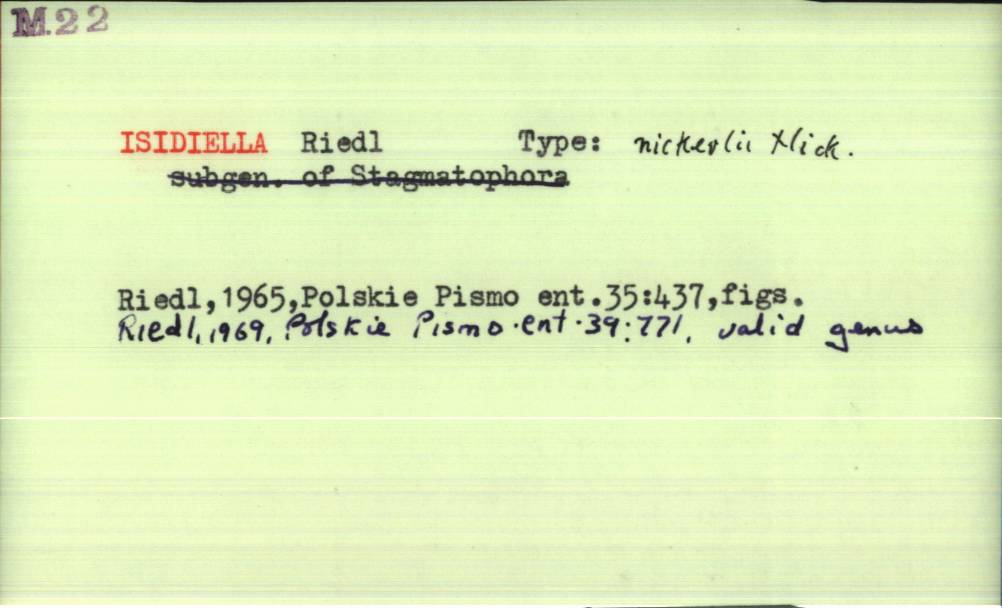 M.22
ISIDIELLA Riedl Type: nickerlii Nick.
subgen. of Stagmatophora
Riedl,1965,Polskie Pismo ent.35:437,figs.
Riedl, 1969, Polskie Pismo.ent.39:771, valid genus